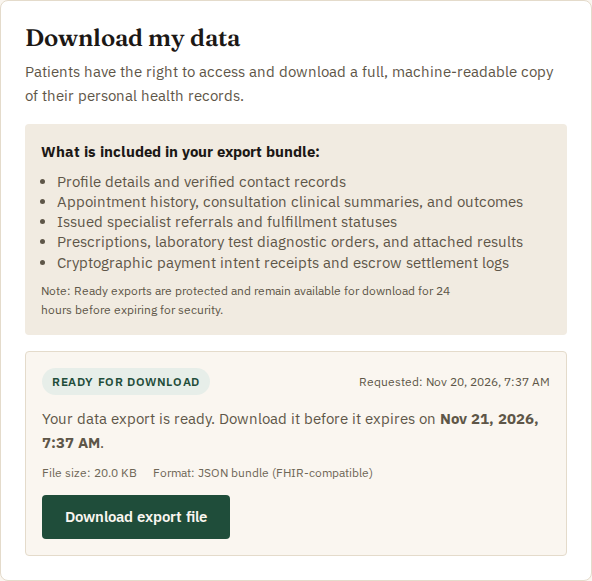 Download my data
Patients have the right to access and download a full, machine-readable copy
of their personal health records.
What is included in your export bundle:
• Profile details and verified contact records
• Appointment history, consultation clinical summaries, and outcomes
• Issued specialist referrals and fulfillment statuses
• Prescriptions, laboratory test diagnostic orders, and attached results
• Cryptographic payment intent receipts and escrow settlement logs
Note: Ready exports are protected and remain available for download for 24
hours before expiring for security.
READY FOR DOWNLOAD Requested: Nov 20, 2026, 7:37 AM
Your data export is ready. Download it before it expires on Nov 21, 2026,
7:37 AM.
File size: 20.0 KB Format: JSON bundle (FHIR-compatible)
Download export file